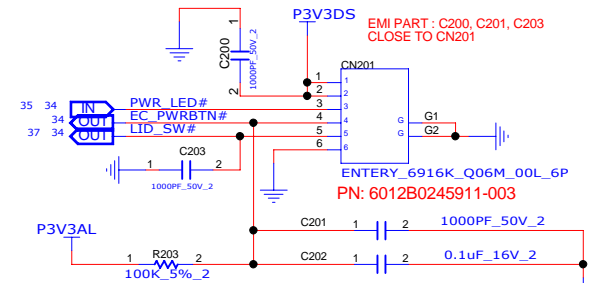 P3V3DS
EMI PART : C200, C201, C203
CLOSE TO CN201
1
C200
1000PF_50V_2
2
CN201
1 1
2 2
35 34 IN PWR_LED# 3 3
34 OUT EC_PWRBTN# 4 4 G G1
37 34 OUT LID_SW# 5 5 G G2
6 6
C203
1 2
1000PF_50V_2
ENTERY_6916K_Q06M_00L_6P
PN: 6012B0245911-003
C201 1 2 1000PF_50V_2
P3V3AL
1 R203 2
100K_5%_2
C202 1 2 0.1uF_16V_2